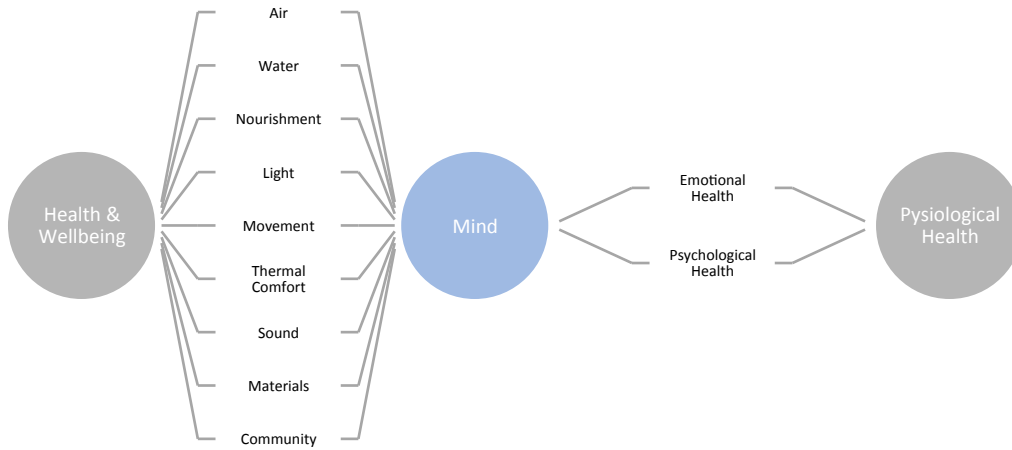 Air
Water
Nourishment
Light
Movement
Thermal
Comfort
Sound
Materials
Community
Health &
Wellbeing
Mind
Emotional
Health
Psychological
Health
Pysiological
Health